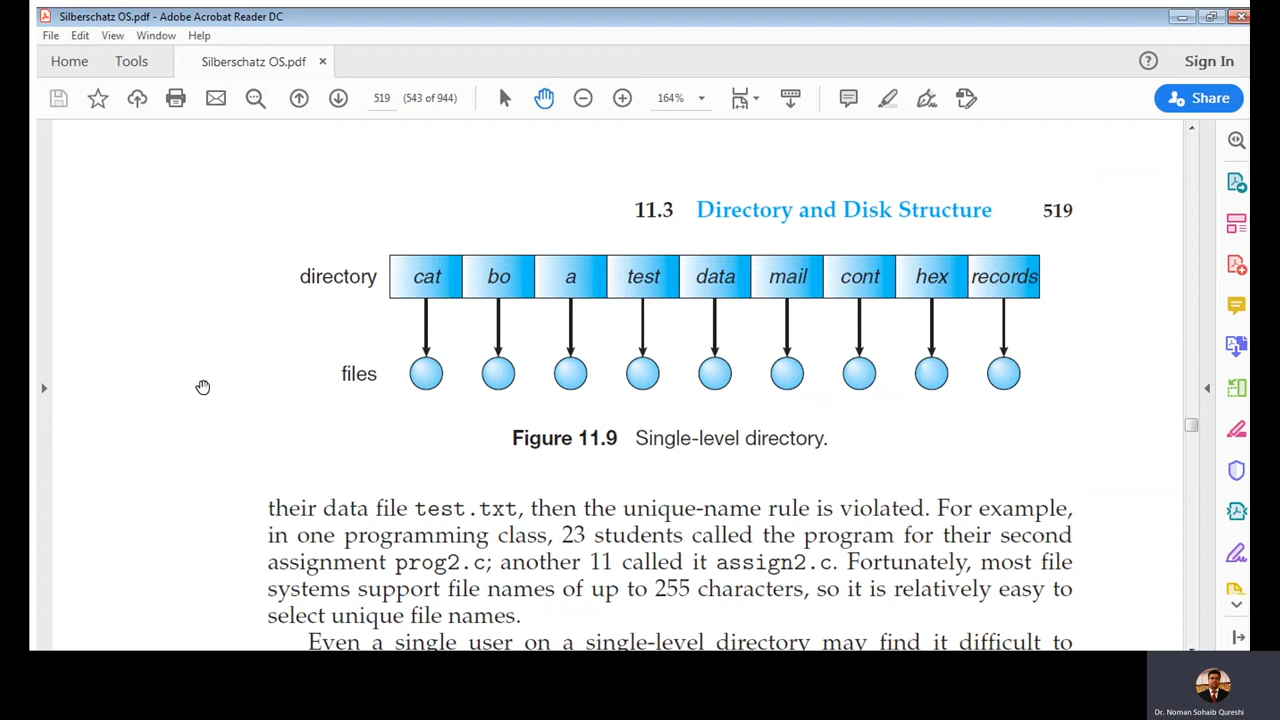 Silberschatz OS.pdf - Adobe Acrobat Reader DC
File Edit View Window Help
Home Tools Silberschatz OS.pdf × Sign In
519 (543 of 944) 164% Share
11.3 Directory and Disk Structure 519
directory cat bo a test data mail cont hex records
files
Figure 11.9 Single-level directory.
their data file test.txt, then the unique-name rule is violated. For example,
in one programming class, 23 students called the program for their second
assignment prog2.c; another 11 called it assign2.c. Fortunately, most file
systems support file names of up to 255 characters, so it is relatively easy to
select unique file names.
Even a single user on a single-level directory may find it difficult to
Dr. Noman Sohaib Qureshi